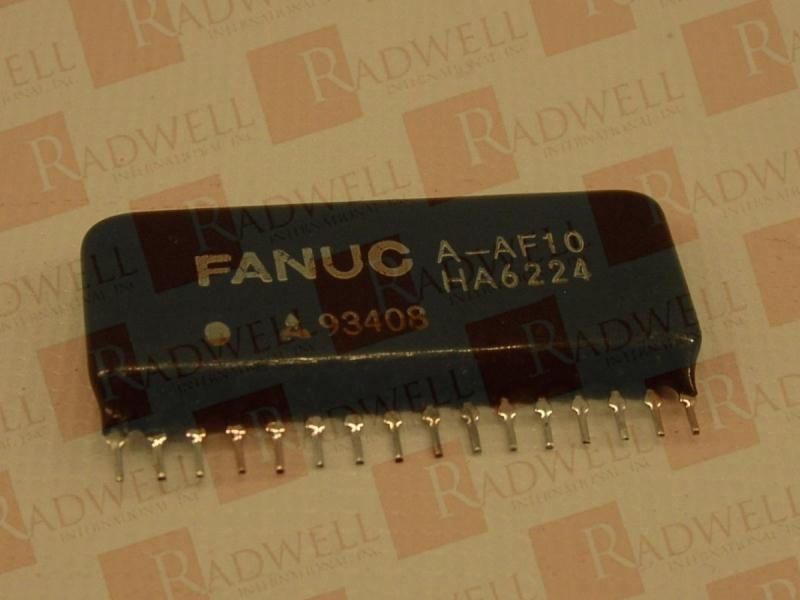 FANUC A-AF10
HA6224
93408
RADWELL
INTERNATIONAL, INC.